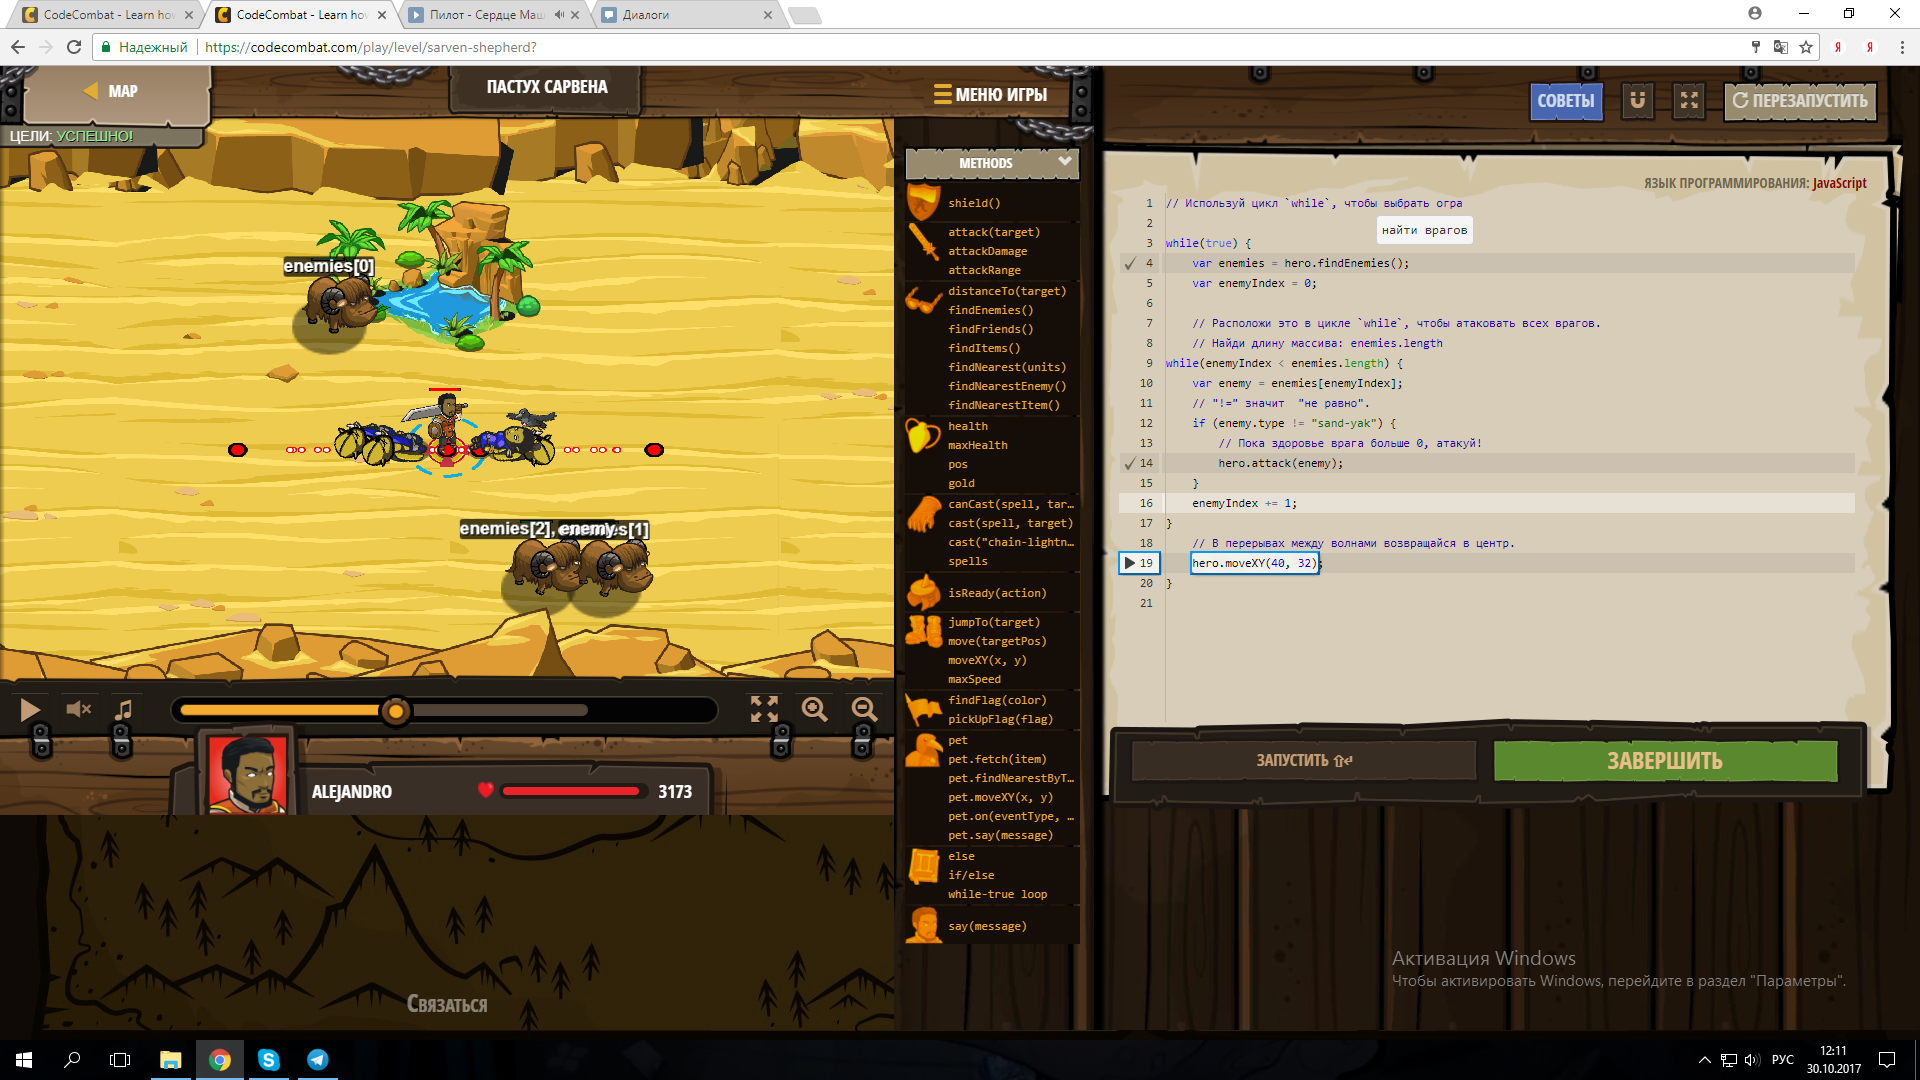 CodeCombat - Learn how
CodeCombat - Learn how
Пилот - Сердце Маш
Диалоги
Надежный
https://codecombat.com/play/level/sarven-shepherd?
MAP
ПАСТУХ САРВЕНА
МЕНЮ ИГРЫ
СОВЕТЫ
ПЕРЕЗАПУСТИТЬ
ЦЕЛИ: УСПЕШНО!
ЯЗЫК ПРОГРАММИРОВАНИЯ: JavaScript
enemies[0]
enemies[2], enemy
METHODS
shield()
attack(target)
attackDamage
attackRange
distanceTo(target)
findEnemies()
findFriends()
findItems()
findNearest(units)
findNearestEnemy()
findNearestItem()
health
maxHealth
pos
gold
canCast(spell, tar…
cast(spell, target)
cast("chain-lightn…
spells
isReady(action)
jumpTo(target)
move(targetPos)
moveXY(x, y)
maxSpeed
findFlag(color)
pickUpFlag(flag)
pet
pet.fetch(item)
pet.findNearestByT…
pet.moveXY(x, y)
pet.on(eventType, …
pet.say(message)
else
if/else
while-true loop
say(message)
1 // Используй цикл `while`, чтобы выбрать огра
2
найти врагов
3 while(true) {
4 var enemies = hero.findEnemies();
5 var enemyIndex = 0;
6
7 // Расположи это в цикле `while`, чтобы атаковать всех врагов.
8 // Найди длину массива: enemies.length
9 while(enemyIndex < enemies.length) {
10 var enemy = enemies[enemyIndex];
11 // "!=" значит "не равно".
12 if (enemy.type != "sand-yak") {
13 // Пока здоровье врага больше 0, атакуй!
14 hero.attack(enemy);
15 }
16 enemyIndex += 1;
17 }
18 // В перерывах между волнами возвращайся в центр.
19 hero.moveXY(40, 32);
20 }
21
ЗАПУСТИТЬ
ЗАВЕРШИТЬ
ALEJANDRO
3173
Связаться
Активация Windows
Чтобы активировать Windows, перейдите в раздел "Параметры".
РУС
12:11
30.10.2017